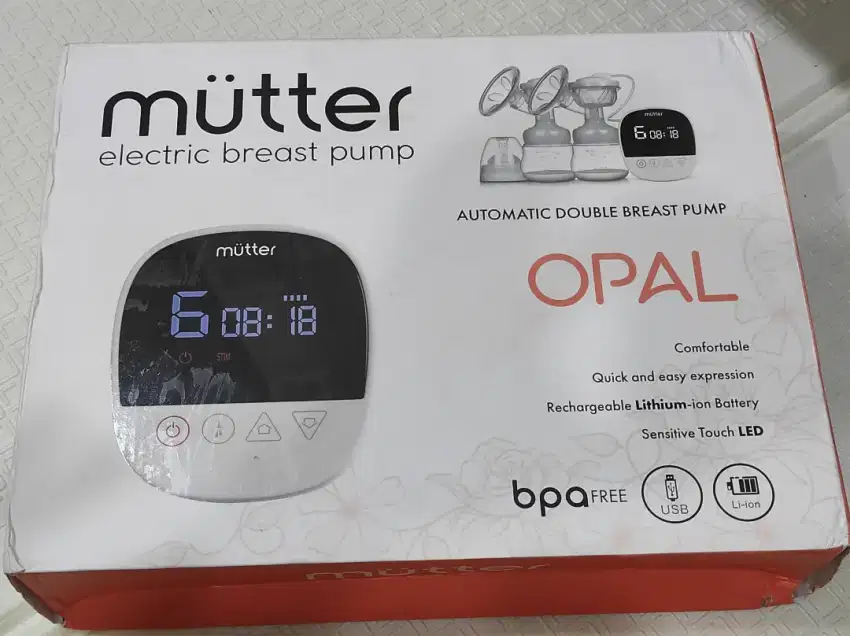 mütter
electric breast pump
mütter
6 08:18
AUTOMATIC DOUBLE BREAST PUMP
OPAL
mütter
6 08:18
STIM
Comfortable
Quick and easy expression
Rechargeable Lithium-ion Battery
Sensitive Touch LED
bpa FREE
USB
Li-ion
mütter